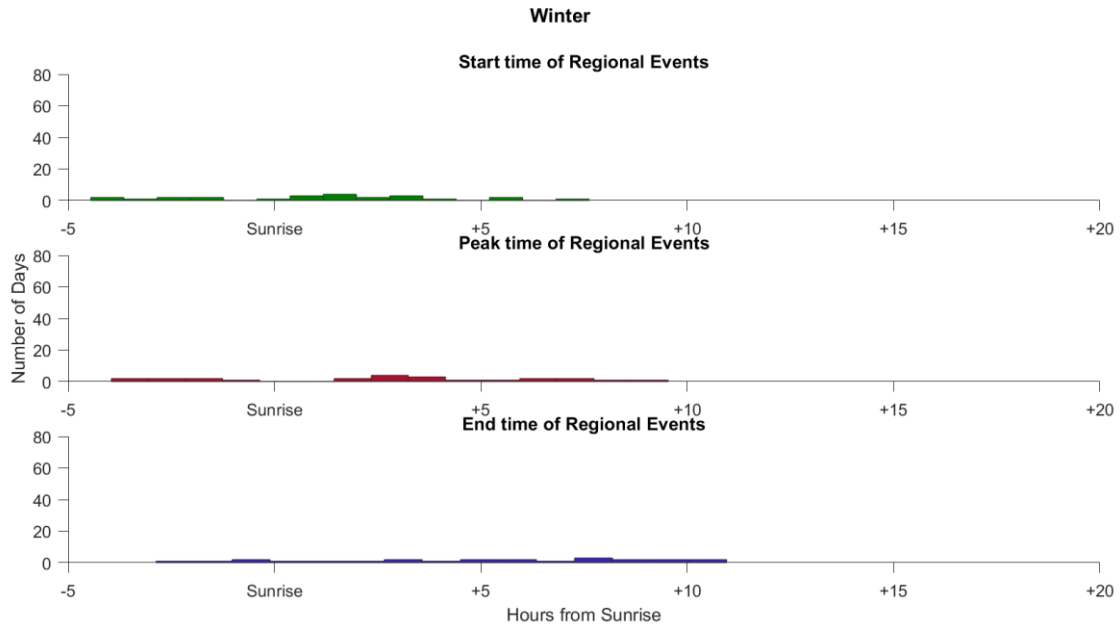 Winter
Start time of Regional Events
80
60
40
20
0
-5 Sunrise +5 +10 +15 +20
Peak time of Regional Events
80
60
40
20
0
-5 Sunrise +5 +10 +15 +20
Number of Days
End time of Regional Events
80
60
40
20
0
-5 Sunrise +5 +10 +15 +20
Hours from Sunrise